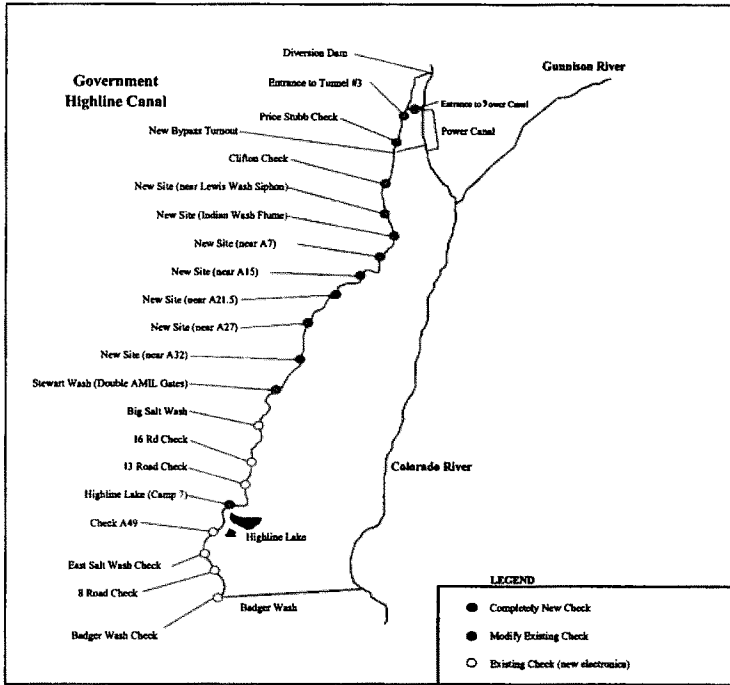 Government
Highline Canal
Diversion Dam
Gunnison River
Entrance to Tunnel #3
Entrance to Power Canal
Price Stubb Check
New Bypass Turnout
Power Canal
Clifton Check
New Site (near Lewis Wash Siphon)
New Site (Indian Wash Flume)
New Site (near A7)
New Site (near A15)
New Site (near A21.5)
New Site (near A27)
New Site (near A32)
Stewart Wash (Double AMIL Gates)
Big Salt Wash
16 Rd Check
13 Road Check
Colorado River
Highline Lake (Camp 7)
Check A49
Highline Lake
East Salt Wash Check
8 Road Check
Badger Wash
Badger Wash Check
LEGEND
Completely New Check
Modify Existing Check
Existing Check (new electronics)